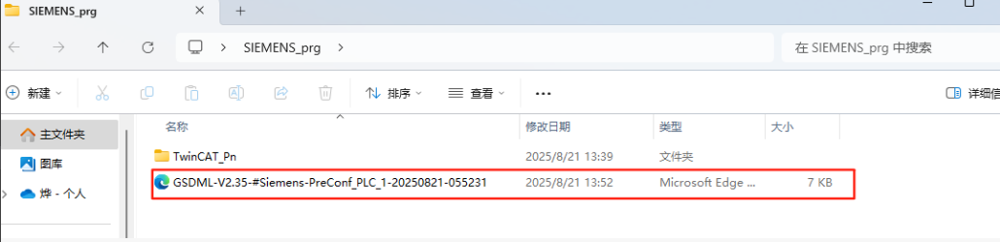 SIEMENS_prg
SIEMENS_prg
在 SIEMENS_prg 中搜索
新建
排序
查看
详细信
主文件夹
图库
烨 - 个人
名称 修改日期 类型 大小
TwinCAT_Pn 2025/8/21 13:39 文件夹
GSDML-V2.35-#Siemens-PreConf_PLC_1-20250821-055231 2025/8/21 13:52 Microsoft Edge ... 7 KB